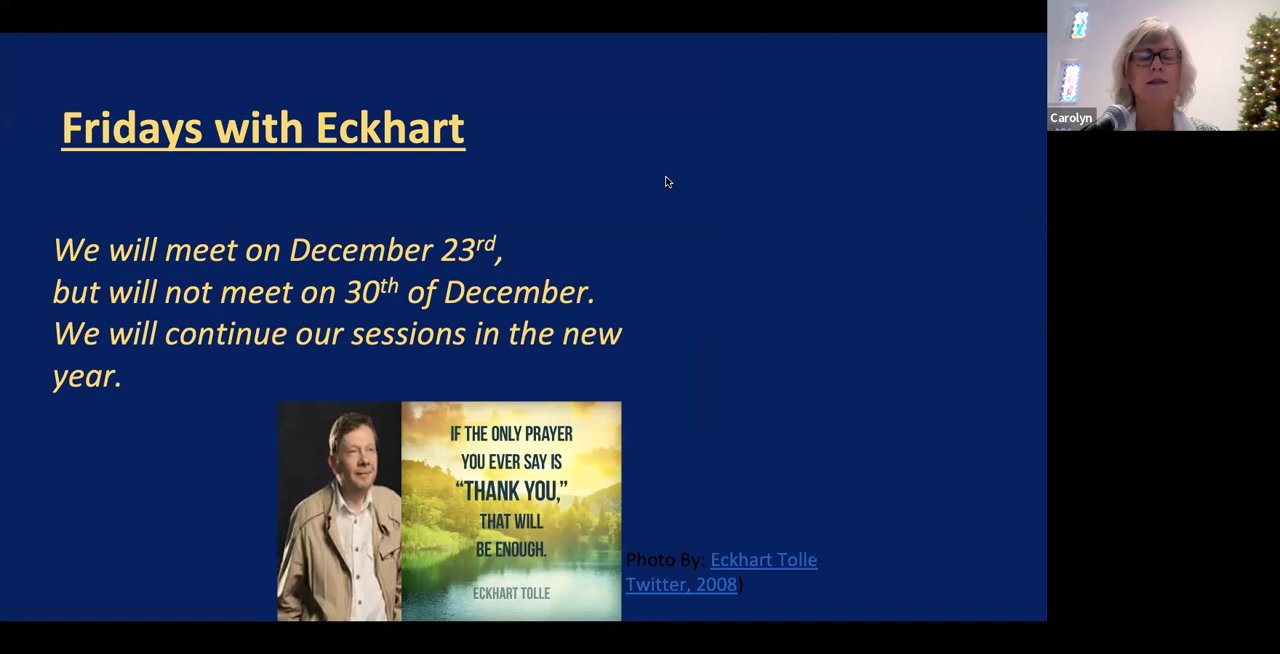 Fridays with Eckhart
We will meet on December 23rd,
but will not meet on 30th of December.
We will continue our sessions in the new
year.
IF THE ONLY PRAYER
YOU EVER SAY IS
“THANK YOU,”
THAT WILL
BE ENOUGH.
ECKHART TOLLE
Photo By: Eckhart Tolle
Twitter, 2008)
Carolyn